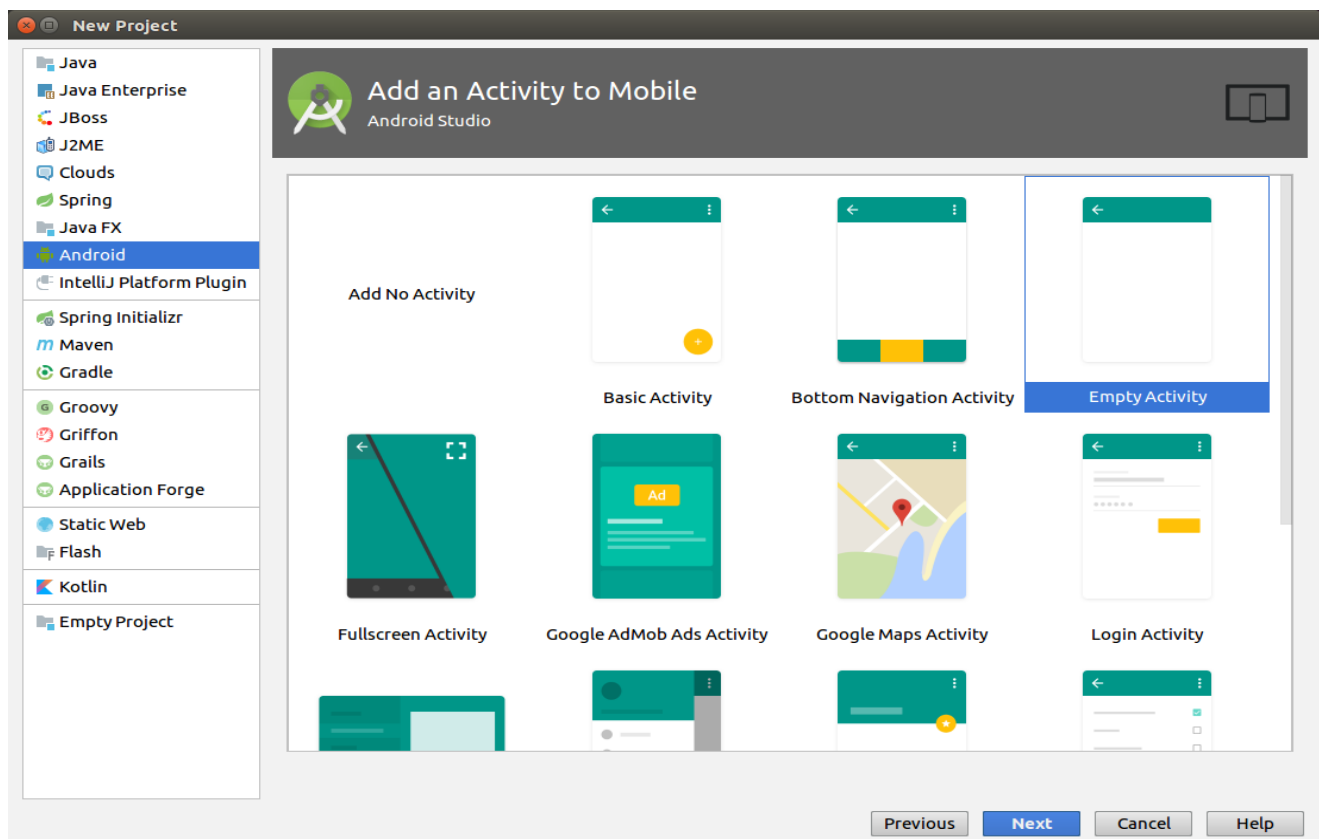 New Project
Java
Java Enterprise
JBoss
J2ME
Clouds
Spring
Java FX
Android
IntelliJ Platform Plugin
Spring Initializr
Maven
Gradle
Groovy
Griffon
Grails
Application Forge
Static Web
Flash
Kotlin
Empty Project
Add an Activity to Mobile
Android Studio
Add No Activity
Basic Activity
Bottom Navigation Activity
Empty Activity
Ad
Fullscreen Activity
Google AdMob Ads Activity
Google Maps Activity
Login Activity
Previous
Next
Cancel
Help